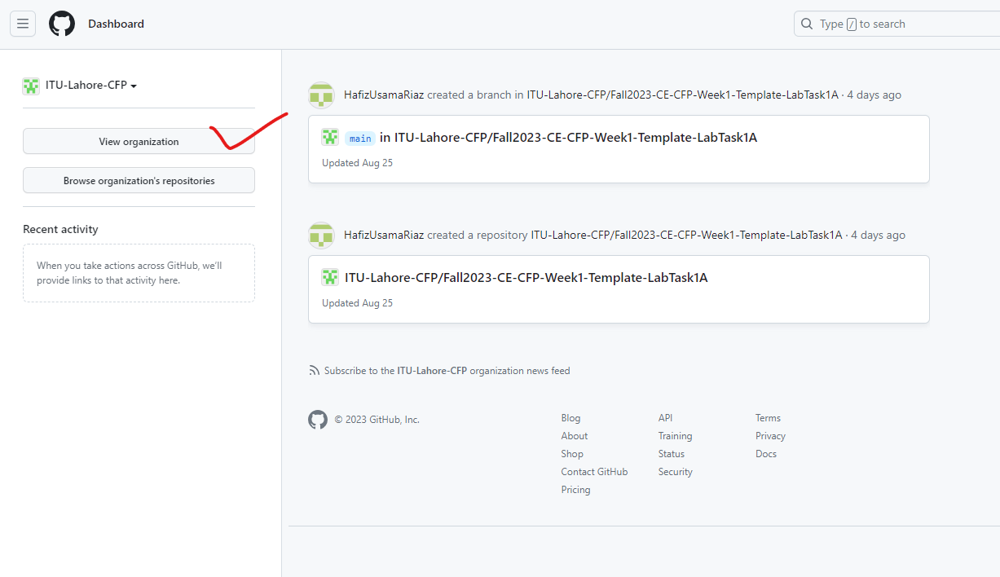 Dashboard
Type / to search
ITU-Lahore-CFP
View organization
Browse organization's repositories
Recent activity
When you take actions across GitHub, we'll
provide links to that activity here.
HafizUsamaRiaz created a branch in ITU-Lahore-CFP/Fall2023-CE-CFP-Week1-Template-LabTask1A · 4 days ago
main in ITU-Lahore-CFP/Fall2023-CE-CFP-Week1-Template-LabTask1A
Updated Aug 25
HafizUsamaRiaz created a repository ITU-Lahore-CFP/Fall2023-CE-CFP-Week1-Template-LabTask1A · 4 days ago
ITU-Lahore-CFP/Fall2023-CE-CFP-Week1-Template-LabTask1A
Updated Aug 25
Subscribe to the ITU-Lahore-CFP organization news feed
© 2023 GitHub, Inc.
Blog
About
Shop
Contact GitHub
Pricing
API
Training
Status
Security
Terms
Privacy
Docs